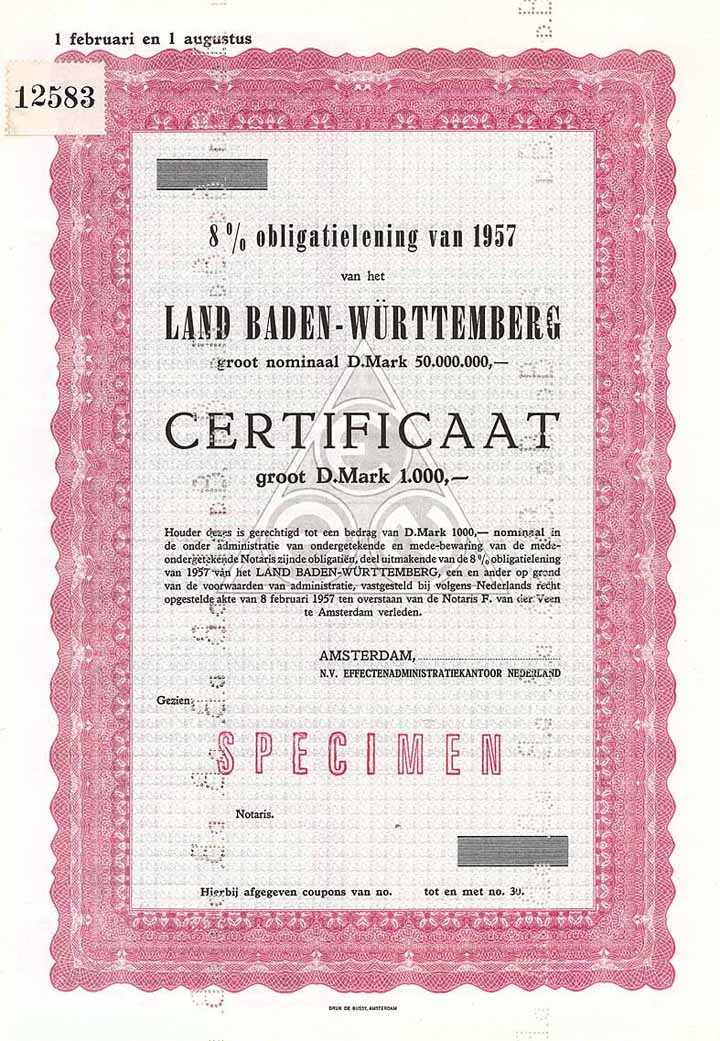 1 februari en 1 augustus
12583
8% obligatielening van 1957
van het
LAND BADEN-WÜRTTEMBERG
groot nominaal D.Mark 50.000.000,—
CERTIFICAAT
groot D.Mark 1.000,—
Houder dezes is gerechtigd tot een bedrag van D.Mark 1000,— nominaal in
de onder administratie van ondergetekende en mede-bewaring van de mede-
ondergetekende Notaris zijnde obligatiën, deel uitmakende van de 8% obligatielening
van 1957 van het LAND BADEN-WÜRTTEMBERG, een en ander op grond
van de voorwaarden van administratie, vastgesteld bij volgens Nederlands recht
opgestelde akte van 8 februari 1957 ten overstaan van de Notaris F. van der Veen
te Amsterdam verleden.
AMSTERDAM,
N.V. EFFECTENADMINISTRATIEKANTOOR NEDERLAND
Gezien:
SPECIMEN
Notaris.
Hierbij afgegeven coupons van no. tot en met no. 30.
DRUK DE BUSSY, AMSTERDAM